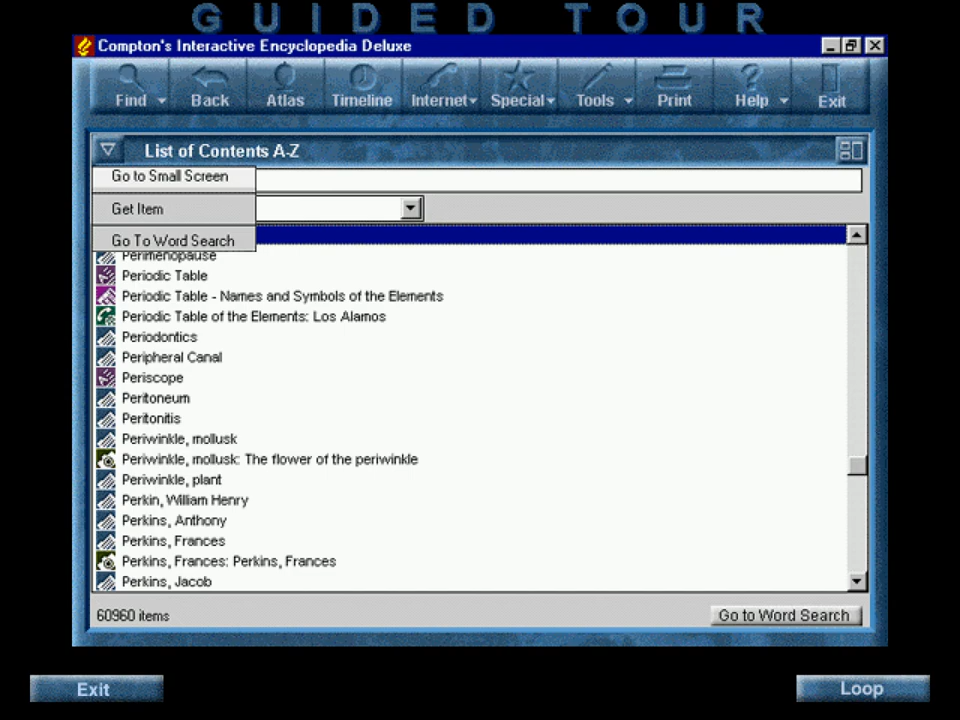 GUIDED TOUR
Compton's Interactive Encyclopedia Deluxe
Find Back Atlas Timeline Internet Special Tools Print Help Exit
List of Contents A-Z
Go to Small Screen
Get Item
Go To Word Search
Perimenopause
Periodic Table
Periodic Table - Names and Symbols of the Elements
Periodic Table of the Elements: Los Alamos
Periodontics
Peripheral Canal
Periscope
Peritoneum
Peritonitis
Periwinkle, mollusk
Periwinkle, mollusk: The flower of the periwinkle
Periwinkle, plant
Perkin, William Henry
Perkins, Anthony
Perkins, Frances
Perkins, Frances: Perkins, Frances
Perkins, Jacob
60960 items
Go to Word Search
Exit
Loop